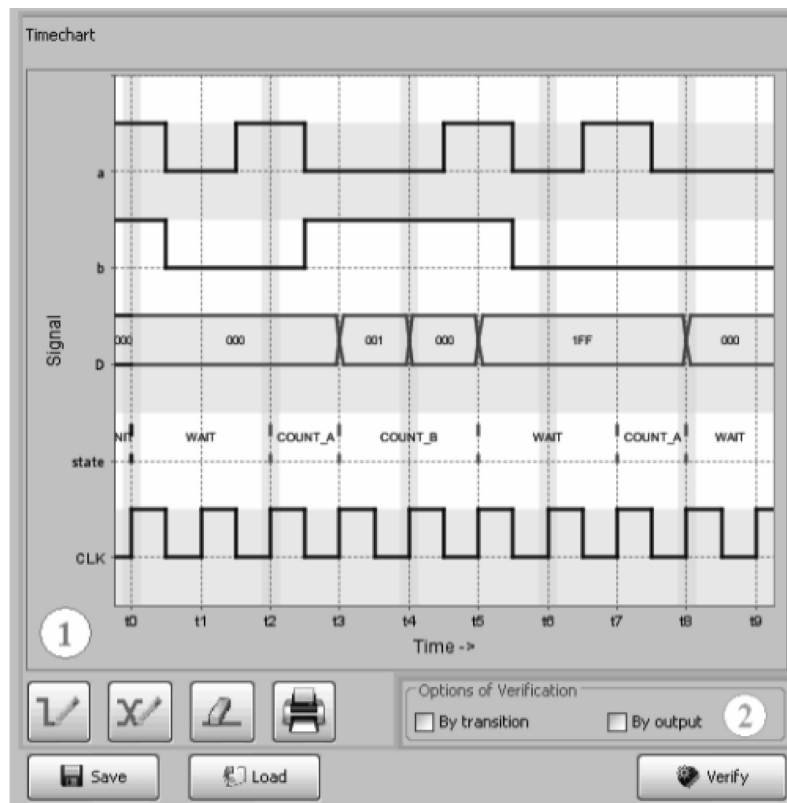 Timechart
Signal
a
b
000 000 001 000 1FF 000
D
NIT WAIT COUNT_A COUNT_B WAIT COUNT_A WAIT
state
CLK
t0 t1 t2 t3 t4 t5 t6 t7 t8 t9
1
Time ->
Options of Verification
By transition By output 2
Save Load Verify